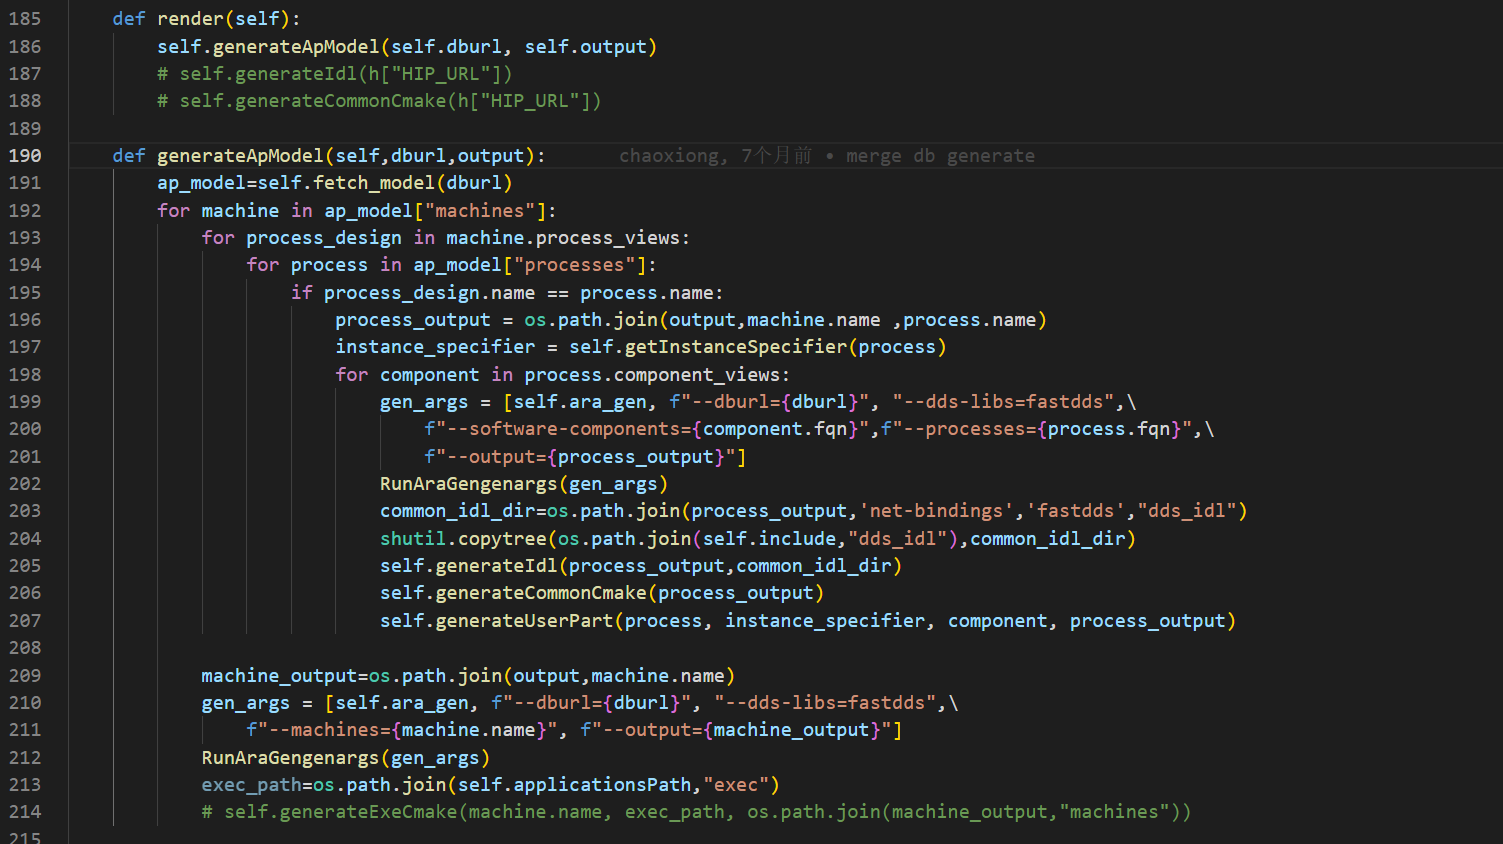 185 def render(self):
186 self.generateApModel(self.dburl, self.output)
187 # self.generateIdl(h["HIP_URL"])
188 # self.generateCommonCmake(h["HIP_URL"])
189
190 def generateApModel(self,dburl,output): chaoxiong, 7个月前 • merge db generate
191 ap_model=self.fetch_model(dburl)
192 for machine in ap_model["machines"]:
193 for process_design in machine.process_views:
194 for process in ap_model["processes"]:
195 if process_design.name == process.name:
196 process_output = os.path.join(output,machine.name ,process.name)
197 instance_specifier = self.getInstanceSpecifier(process)
198 for component in process.component_views:
199 gen_args = [self.ara_gen, f"--dburl={dburl}", "--dds-libs=fastdds",\
200 f"--software-components={component.fqn}",f"--processes={process.fqn}",\
201 f"--output={process_output}"]
202 RunAraGengenargs(gen_args)
203 common_idl_dir=os.path.join(process_output,'net-bindings','fastdds',"dds_idl")
204 shutil.copytree(os.path.join(self.include,"dds_idl"),common_idl_dir)
205 self.generateIdl(process_output,common_idl_dir)
206 self.generateCommonCmake(process_output)
207 self.generateUserPart(process, instance_specifier, component, process_output)
208
209 machine_output=os.path.join(output,machine.name)
210 gen_args = [self.ara_gen, f"--dburl={dburl}", "--dds-libs=fastdds",\
211 f"--machines={machine.name}", f"--output={machine_output}"]
212 RunAraGengenargs(gen_args)
213 exec_path=os.path.join(self.applicationsPath,"exec")
214 # self.generateExeCmake(machine.name, exec_path, os.path.join(machine_output,"machines"))
215